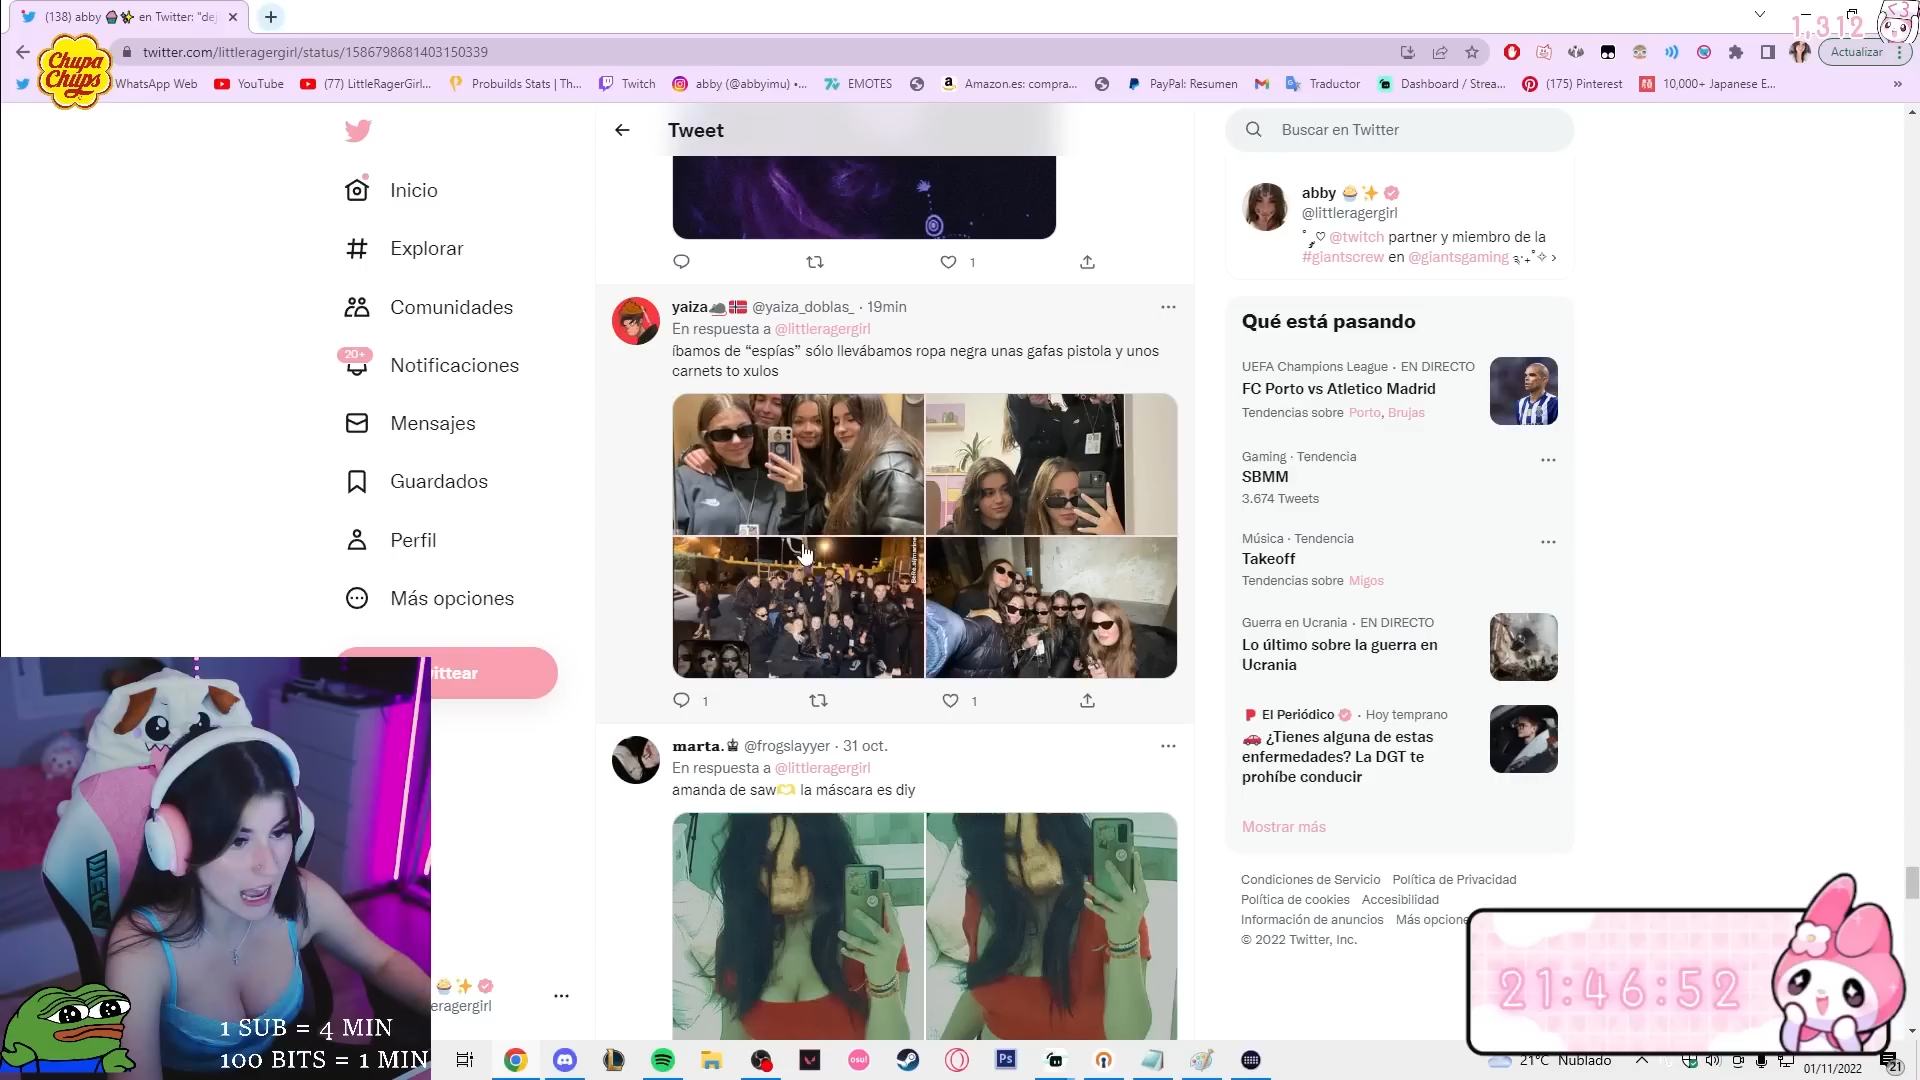 (138) abby 🧁✨ en Twitter: "dej
1,312
<3
twitter.com/littleragergirl/status/1586798681403150339
Actualizar
Chupa Chups
WhatsApp Web
YouTube
(77) LittleRagerGirl...
Probuilds Stats | Th...
Twitch
abby (@abbyimu) •...
EMOTES
Amazon.es: compra...
PayPal: Resumen
Traductor
Dashboard / Strea...
(175) Pinterest
10,000+ Japanese E...
»
Inicio
Explorar
Comunidades
20+
Notificaciones
Mensajes
Guardados
Perfil
Más opciones
ittear
🧁✨
eragergirl
Tweet
1
yaiza🐀🇳🇴 @yaiza_doblas_ · 19min
En respuesta a @littleragergirl
íbamos de “espías” sólo llevábamos ropa negra unas gafas pistola y unos
carnets to xulos
1
1
marta.♚ @frogslayyer · 31 oct.
En respuesta a @littleragergirl
amanda de saw🫶 la máscara es diy
Buscar en Twitter
abby 🧁✨
@littleragergirl
@twitch partner y miembro de la
#giantscrew en @giantsgaming
Qué está pasando
UEFA Champions League · EN DIRECTO
FC Porto vs Atletico Madrid
Tendencias sobre Porto, Brujas
Gaming · Tendencia
SBMM
3.674 Tweets
Música · Tendencia
Takeoff
Tendencias sobre Migos
Guerra en Ucrania · EN DIRECTO
Lo último sobre la guerra en
Ucrania
El Periódico · Hoy temprano
🚗 ¿Tienes alguna de estas
enfermedades? La DGT te
prohíbe conducir
Mostrar más
Condiciones de Servicio Política de Privacidad
Política de cookies Accesibilidad
Información de anuncios Más opcione
© 2022 Twitter, Inc.
21:46:52
1 SUB = 4 MIN
100 BITS = 1 MIN
osu!
Ps
21°C Nublado
01/11/2022
21